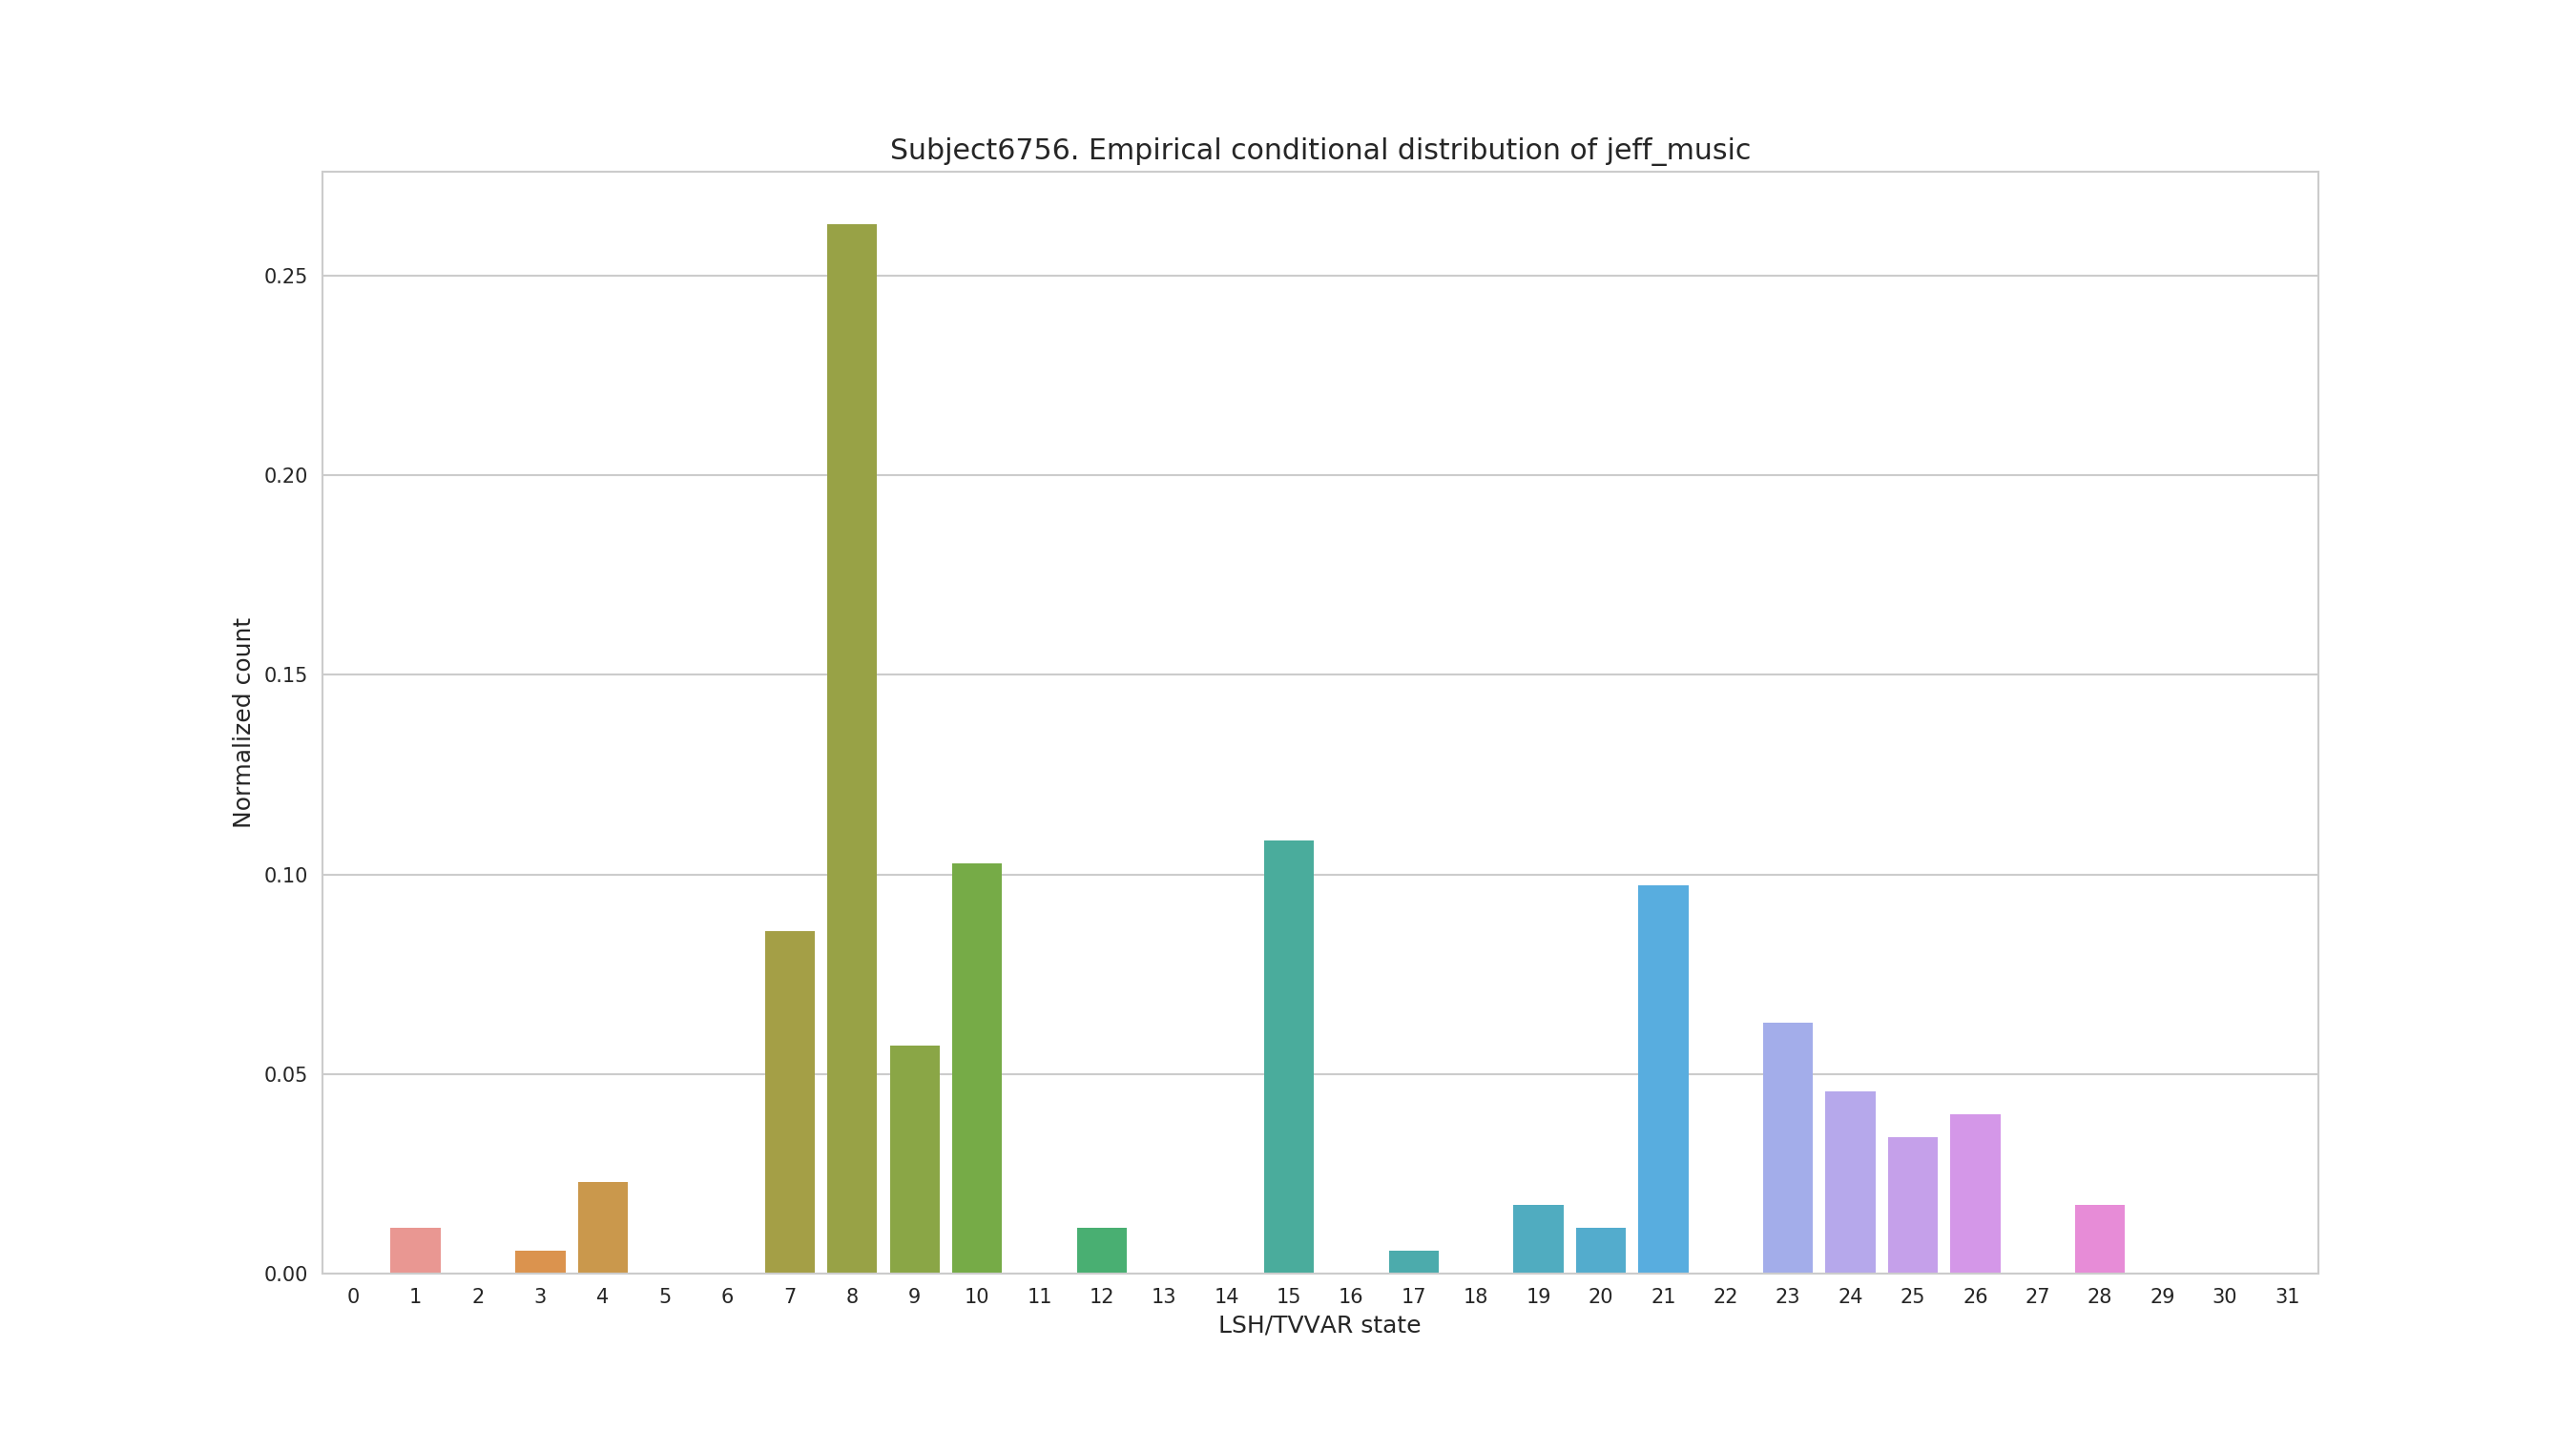 Subject6756. Empirical conditional distribution of jeff_music
Normalized count
0.25
0.20
0.15
0.10
0.05
0.00
0 1 2 3 4 5 6 7 8 9 10 11 12 13 14 15 16 17 18 19 20 21 22 23 24 25 26 27 28 29 30 31
LSH/TVVAR state